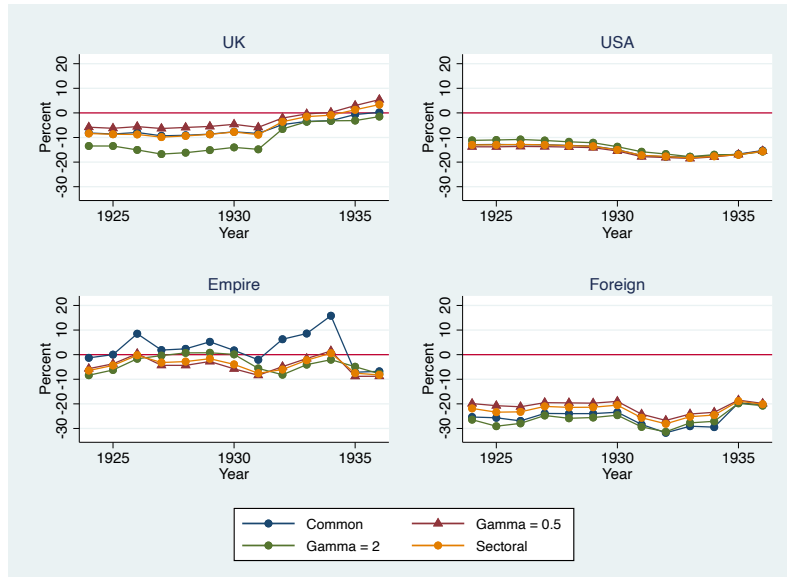 UK
20
10
0
-10
-20
-30
Percent
1925
1930
1935
Year
USA
20
10
0
-10
-20
-30
Percent
1925
1930
1935
Year
Empire
20
10
0
-10
-20
-30
Percent
1925
1930
1935
Year
Foreign
20
10
0
-10
-20
-30
Percent
1925
1930
1935
Year
Common
Gamma = 0.5
Gamma = 2
Sectoral